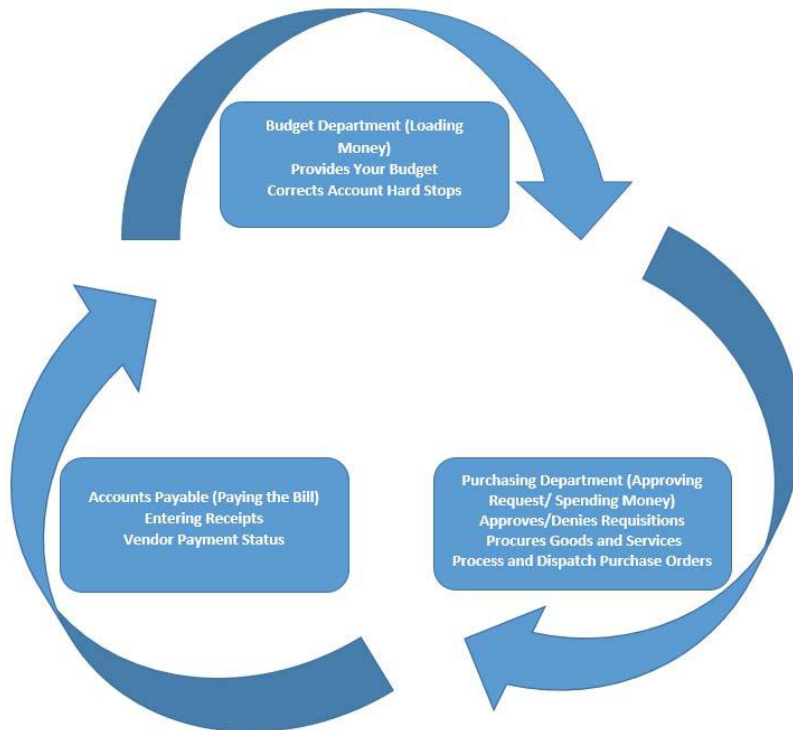 Budget Department (Loading
Money)
Provides Your Budget
Corrects Account Hard Stops
Accounts Payable (Paying the Bill)
Entering Receipts
Vendor Payment Status
Purchasing Department (Approving
Request/ Spending Money)
Approves/Denies Requisitions
Procures Goods and Services
Process and Dispatch Purchase Orders